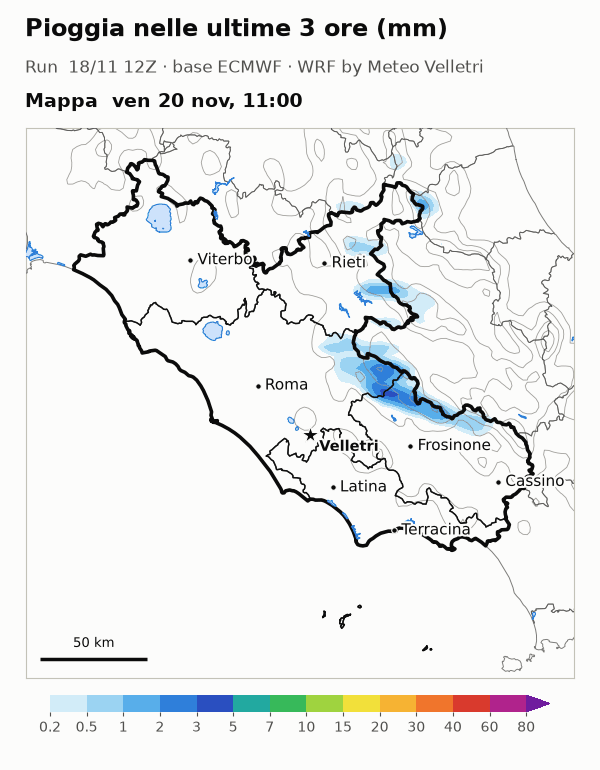 Pioggia nelle ultime 3 ore (mm)
Run  18/11 12Z · base ECMWF · WRF by Meteo Velletri
Mappa  ven 20 nov, 11:00
Viterbo
Rieti
Roma
Velletri
Frosinone
Cassino
Latina
Terracina
50 km
0.2 0.5 1 2 3 5 7 10 15 20 30 40 60 80